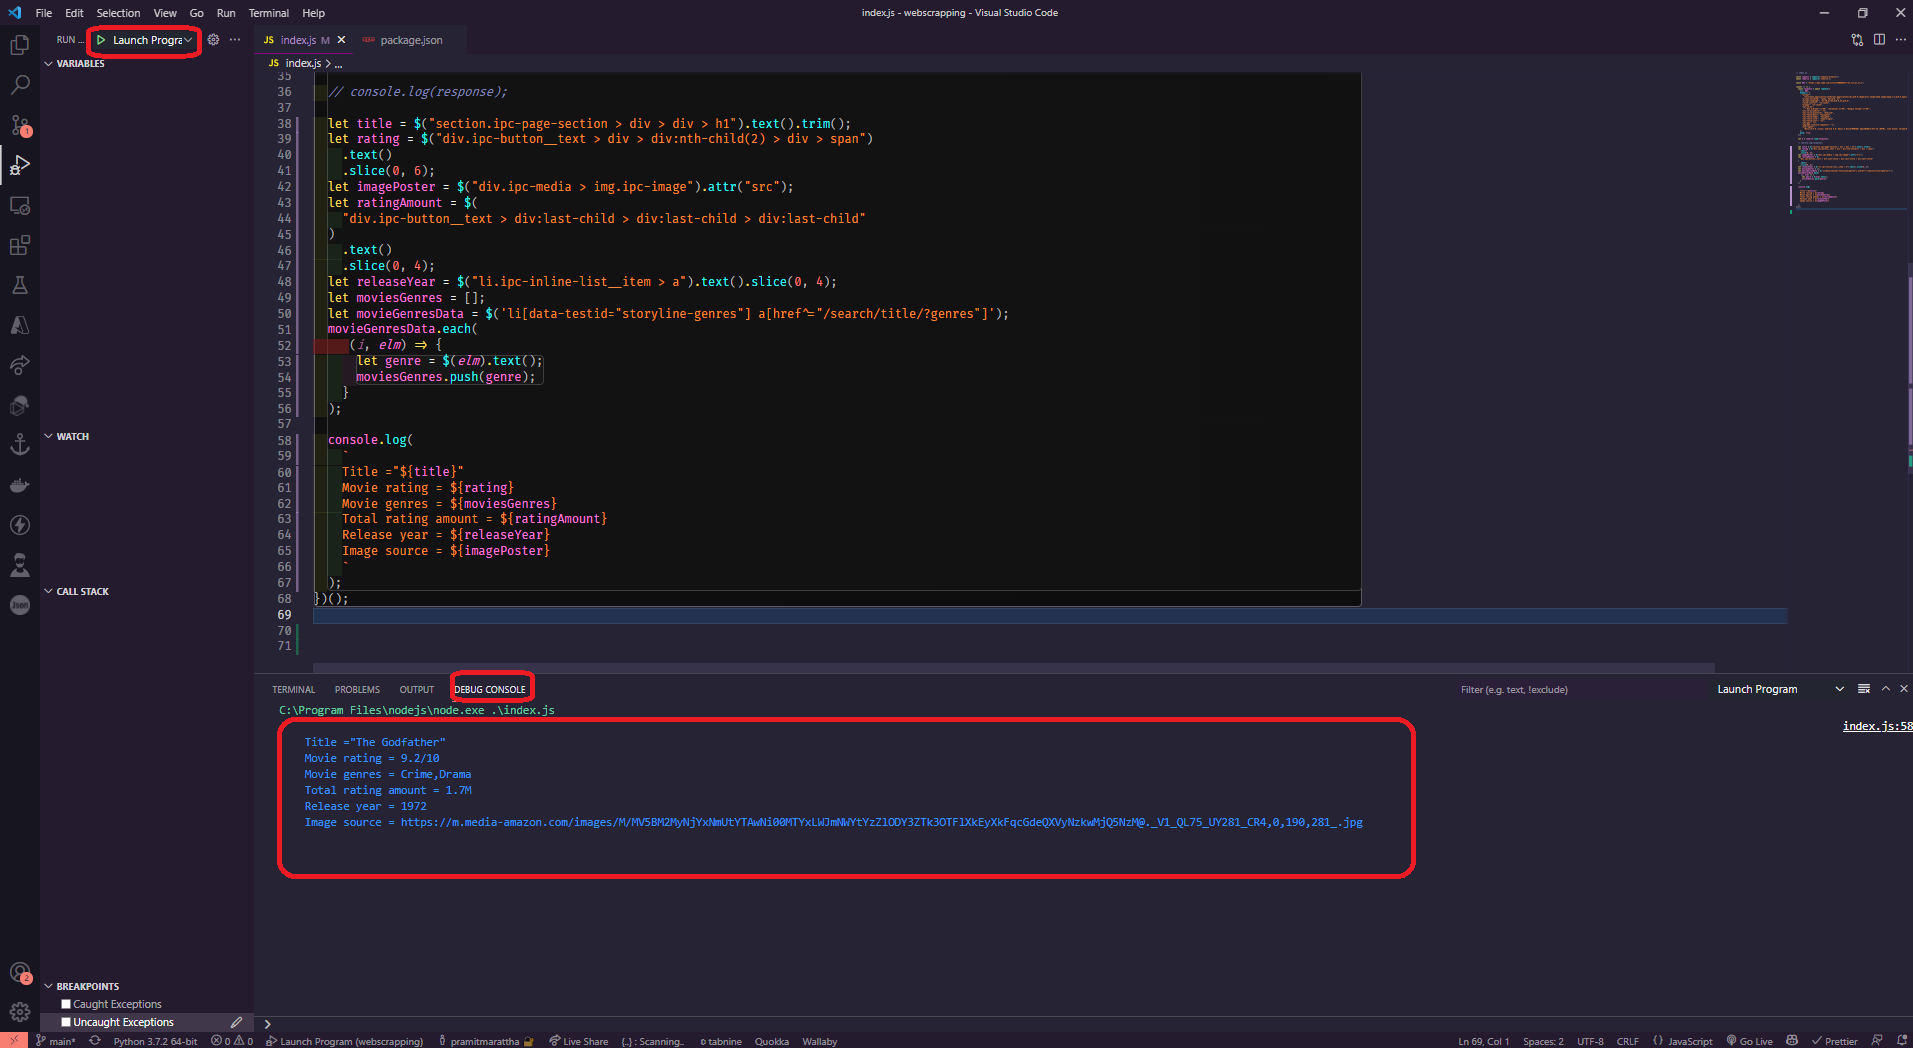 File Edit Selection View Go Run Terminal Help
index.js - webscrapping - Visual Studio Code
RUN ... Launch Progra
JS index.js M
package.json
VARIABLES
JS index.js > ...
35
36 // console.log(response);
37
38 let title = $("section.ipc-page-section > div > div > h1").text().trim();
39 let rating = $("div.ipc-button__text > div > div:nth-child(2) > div > span")
40 .text()
41 .slice(0, 6);
42 let imagePoster = $("div.ipc-media > img.ipc-image").attr("src");
43 let ratingAmount = $(
44 "div.ipc-button__text > div:last-child > div:last-child > div:last-child"
45 )
46 .text()
47 .slice(0, 4);
48 let releaseYear = $("li.ipc-inline-list__item > a").text().slice(0, 4);
49 let moviesGenres = [];
50 let movieGenresData = $('li[data-testid="storyline-genres"] a[href^="/search/title/?genres"]');
51 movieGenresData.each(
52 (i, elm) => {
53 let genre = $(elm).text();
54 moviesGenres.push(genre);
55 }
56 );
57
58 console.log(
59 `
60 Title ="${title}"
61 Movie rating = ${rating}
62 Movie genres = ${moviesGenres}
63 Total rating amount = ${ratingAmount}
64 Release year = ${releaseYear}
65 Image source = ${imagePoster}
66 `
67 );
68 })();
69
70
71
WATCH
CALL STACK
BREAKPOINTS
Caught Exceptions
Uncaught Exceptions
TERMINAL PROBLEMS OUTPUT DEBUG CONSOLE
Filter (e.g. text, !exclude)
Launch Program
C:\Program Files\nodejs\node.exe .\index.js
index.js:58
Title ="The Godfather"
Movie rating = 9.2/10
Movie genres = Crime,Drama
Total rating amount = 1.7M
Release year = 1972
Image source = https://m.media-amazon.com/images/M/MV5BM2MyNjYxNmUtYTAwNi00MTYxLWJmNWYtYzZlODY3ZTk3OTFlXkEyXkFqcGdeQXVyNzkwMjQ5NzM@._V1_QL75_UY281_CR4,0,190,281_.jpg
1
2
Json
main* Python 3.7.2 64-bit 0 0 Launch Program (webscrapping) pramitmarattha Live Share {..} : Scanning.. tabnine Quokka Wallaby
Ln 69, Col 1 Spaces: 2 UTF-8 CRLF {} JavaScript Go Live Prettier